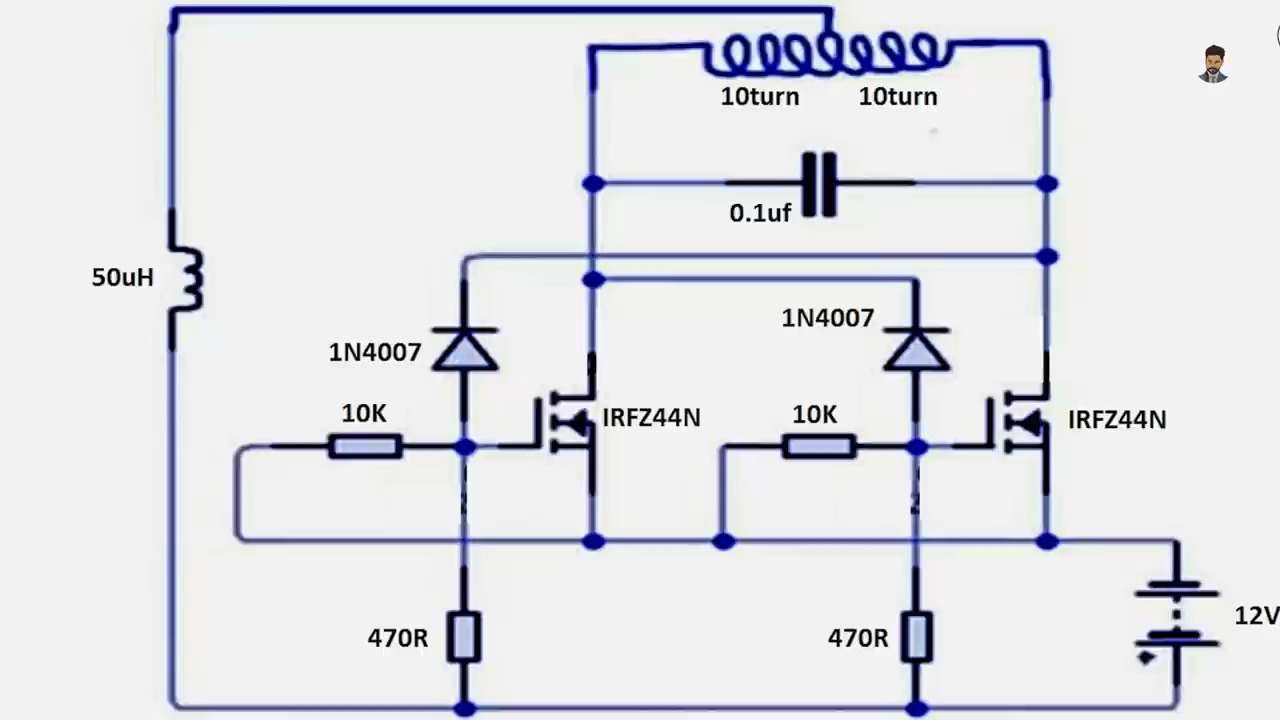 10turn 10turn
0.1uf
50uH
1N4007
1N4007
10K
10K
IRFZ44N
IRFZ44N
12V
470R
470R